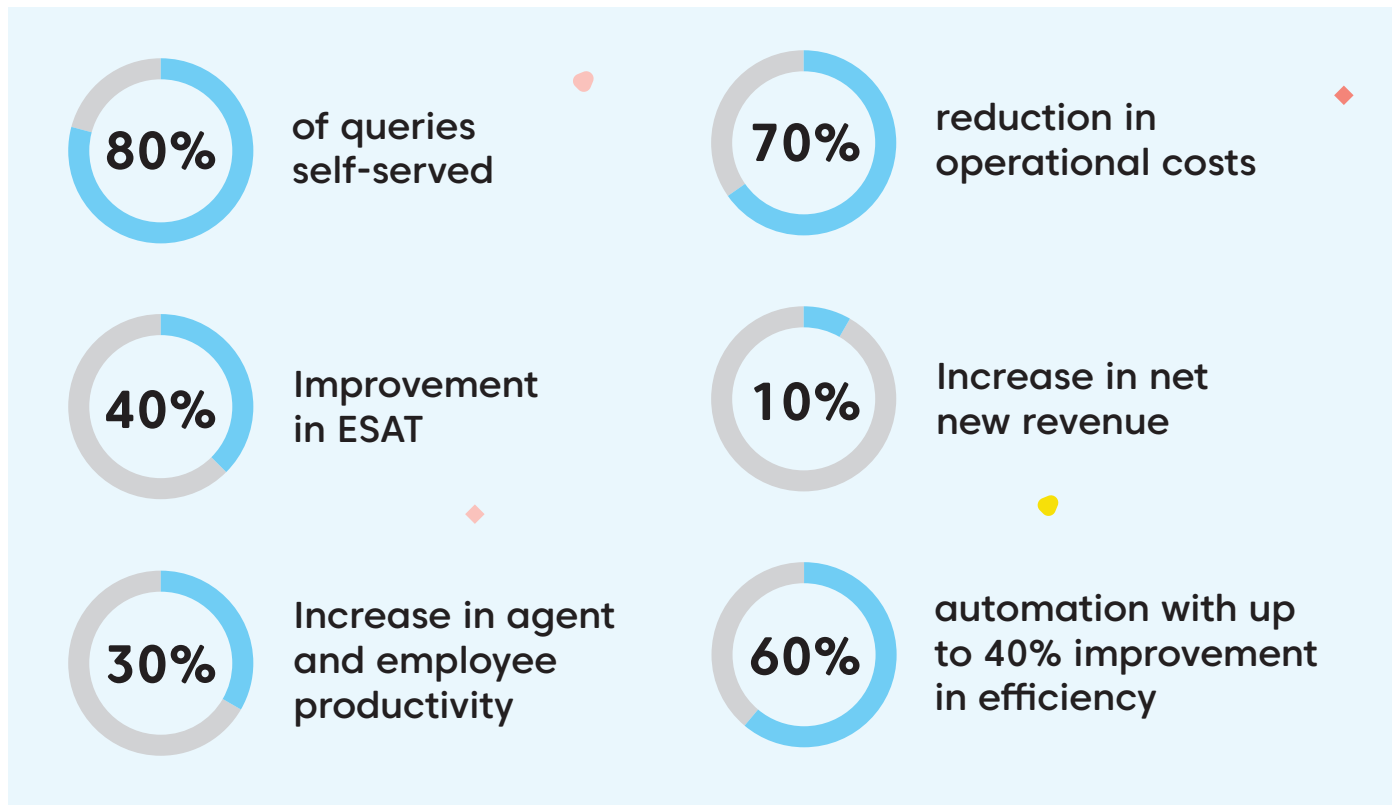 80%
of queries
self-served
70%
reduction in
operational costs
40%
Improvement
in ESAT
10%
Increase in net
new revenue
30%
Increase in agent
and employee
productivity
60%
automation with up
to 40% improvement
in efficiency